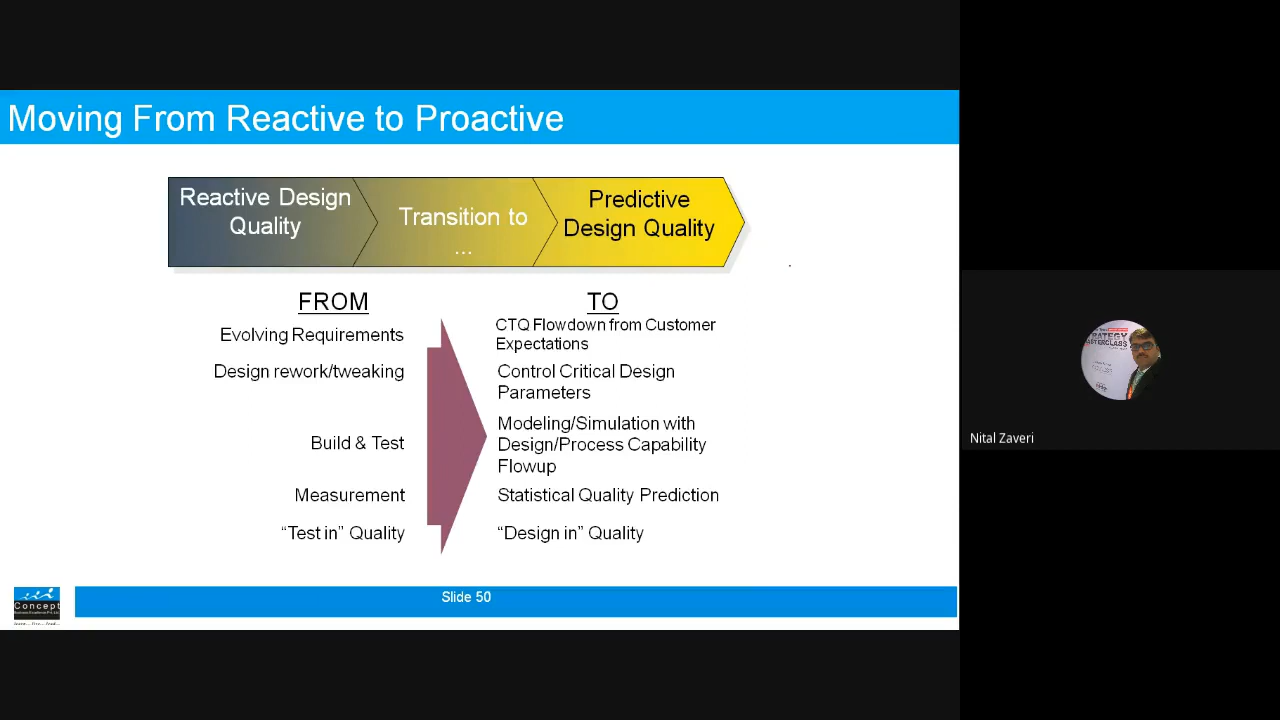 Moving From Reactive to Proactive
Reactive Design
Quality
Transition to
...
Predictive
Design Quality
FROM
TO
Evolving Requirements
CTQ Flowdown from Customer
Expectations
Design rework/tweaking
Control Critical Design
Parameters
Build & Test
Modeling/Simulation with
Design/Process Capability
Flowup
Measurement
Statistical Quality Prediction
“Test in” Quality
“Design in” Quality
Concept
Slide 50
STRATEGY
MASTERCLASS
Nital Zaveri